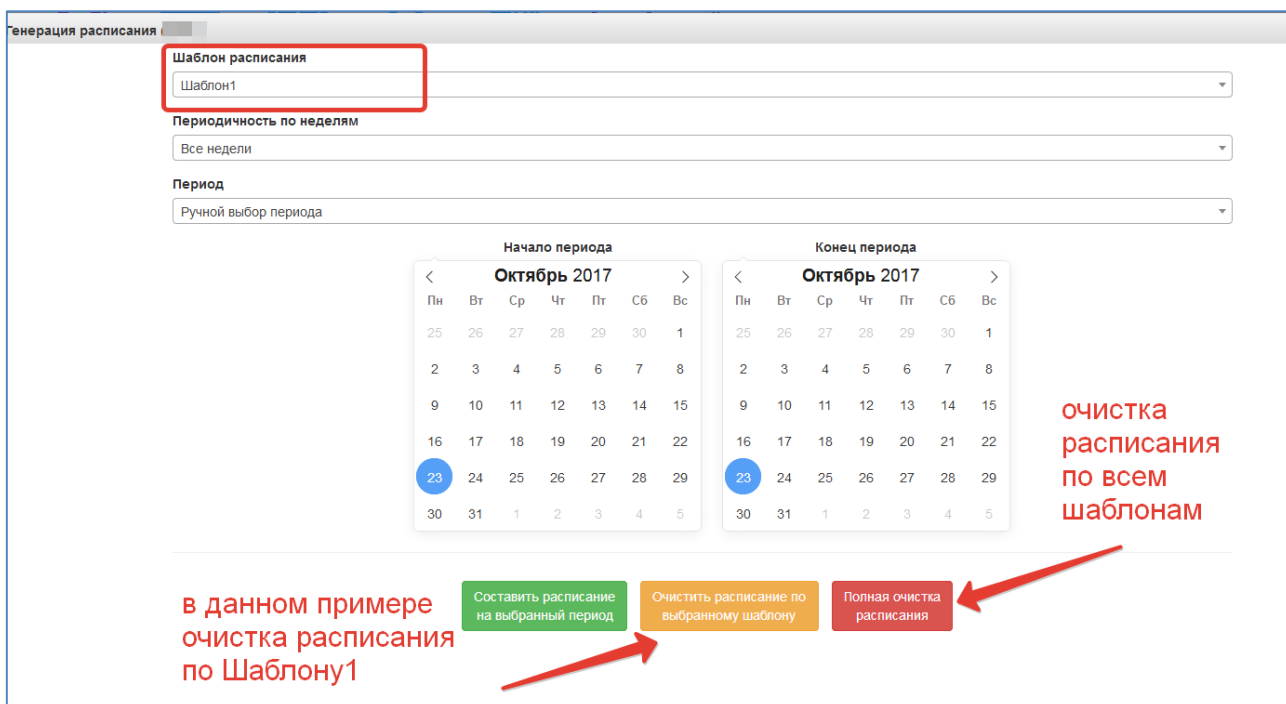 Генерация расписания (
Шаблон расписания
Шаблон1
Периодичность по неделям
Все недели
Период
Ручной выбор периода
Начало периода
Октябрь 2017
Пн Вт Ср Чт Пт Сб Вс
25 26 27 28 29 30 1
2 3 4 5 6 7 8
9 10 11 12 13 14 15
16 17 18 19 20 21 22
23 24 25 26 27 28 29
30 31 1 2 3 4 5
Конец периода
Октябрь 2017
Пн Вт Ср Чт Пт Сб Вс
25 26 27 28 29 30 1
2 3 4 5 6 7 8
9 10 11 12 13 14 15
16 17 18 19 20 21 22
23 24 25 26 27 28 29
30 31 1 2 3 4 5
очистка
расписания
по всем
шаблонам
Составить расписание
на выбранный период
Очистить расписание по
выбранному шаблону
Полная очистка
расписания
в данном примере
очистка расписания
по Шаблону1